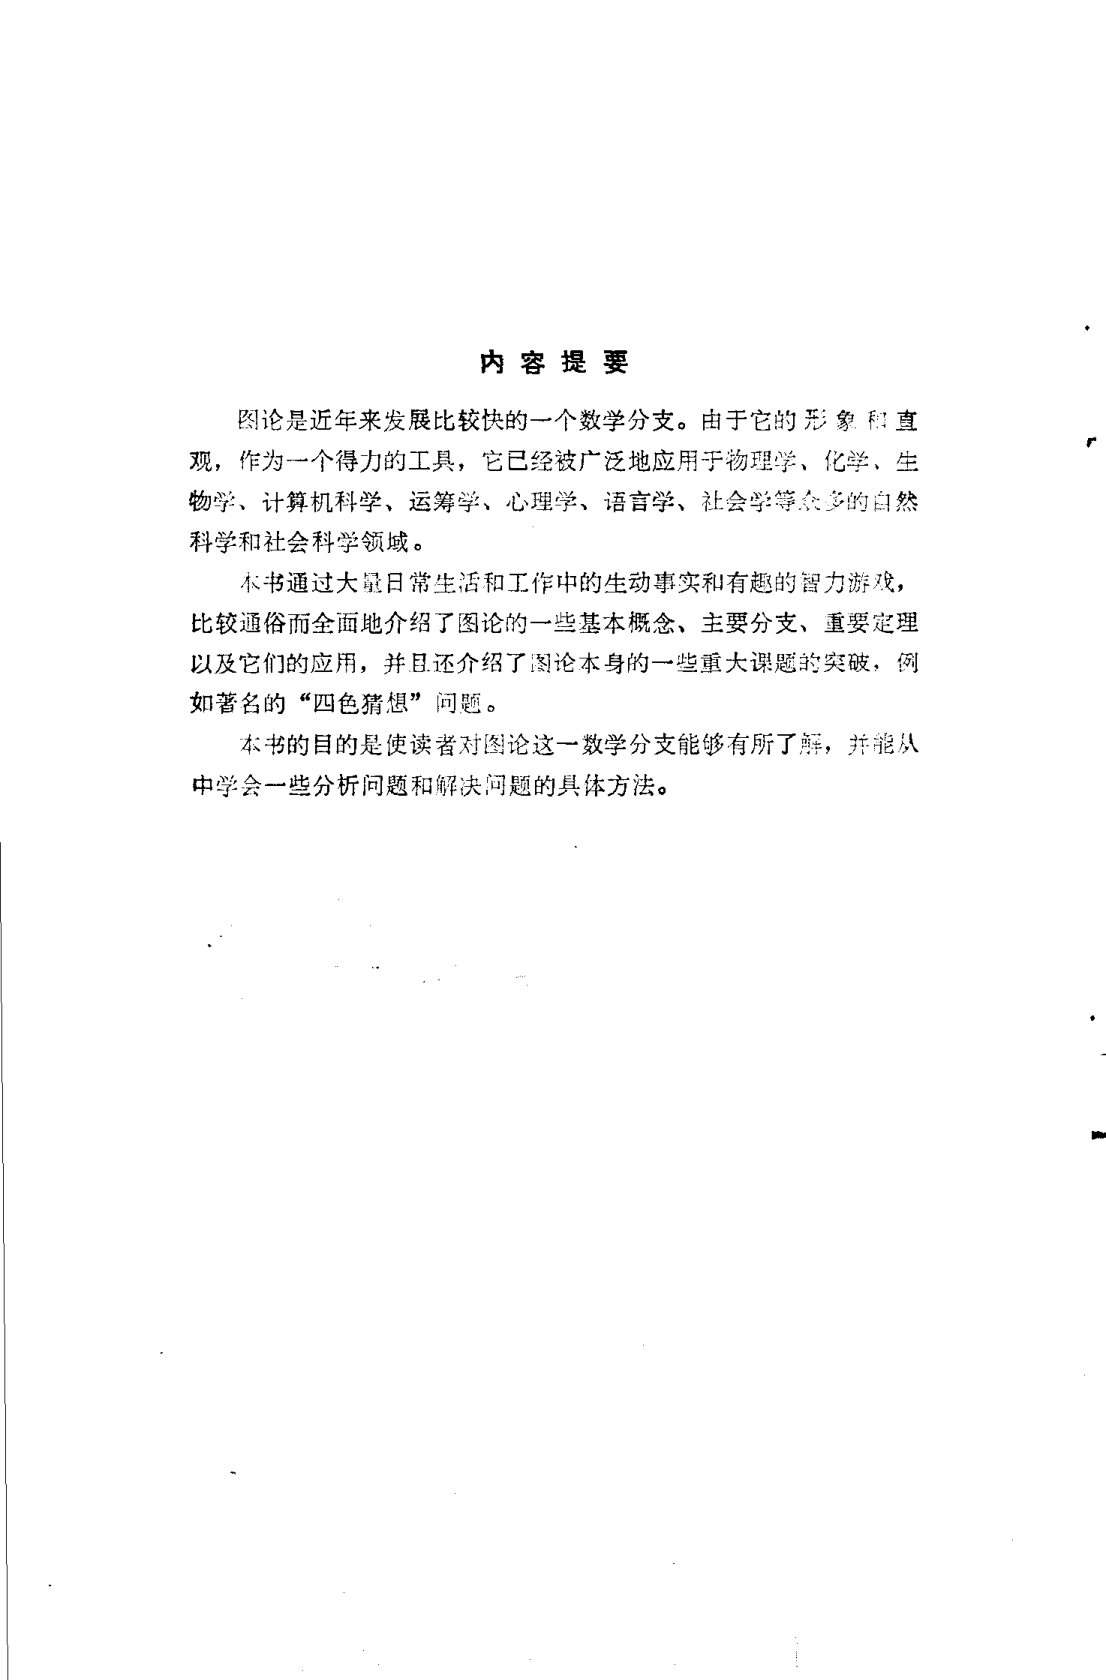 内容提要
图论是近年来发展比较快的一个数学分支。由于它的形象和直
观，作为一个得力的工具，它已经被广泛地应用于物理学、化学、生
物学、计算机科学、运筹学、心理学、语言学、社会学等众多的自然
科学和社会科学领域。
本书通过大量日常生活和工作中的生动事实和有趣的智力游戏，
比较通俗而全面地介绍了图论的一些基本概念、主要分支、重要定理
以及它们的应用，并且还介绍了图论本身的一些重大课题的突破，例
如著名的“四色猜想”问题。
本书的目的是使读者对图论这一数学分支能够有所了解，并能从
中学会一些分析问题和解决问题的具体方法。